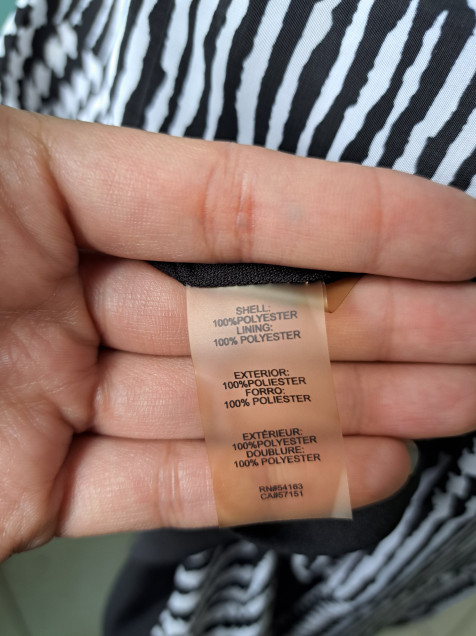 SHELL:
100%POLYESTER
LINING:
100% POLYESTER
EXTERIOR:
100%POLIESTER
FORRO:
100% POLIESTER
EXTÉRIEUR:
100%POLYESTER
DOUBLURE:
100% POLYESTER
RN#54163
CA#57151